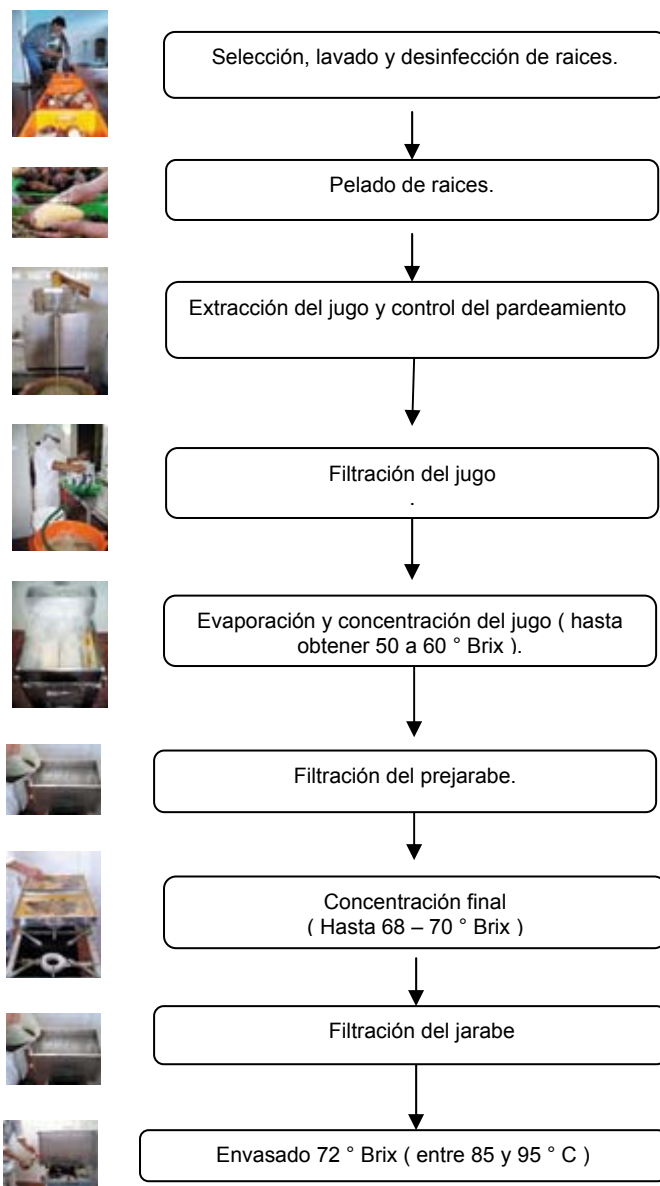 Selección, lavado y desinfección de raices.
Pelado de raices.
Extracción del jugo y control del pardeamiento
Filtración del jugo
.
Evaporación y concentración del jugo ( hasta
obtener 50 a 60 ° Brix ).
Filtración del prejarabe.
Concentración final
( Hasta 68 – 70 ° Brix )
Filtración del jarabe
Envasado 72 ° Brix ( entre 85 y 95 ° C )